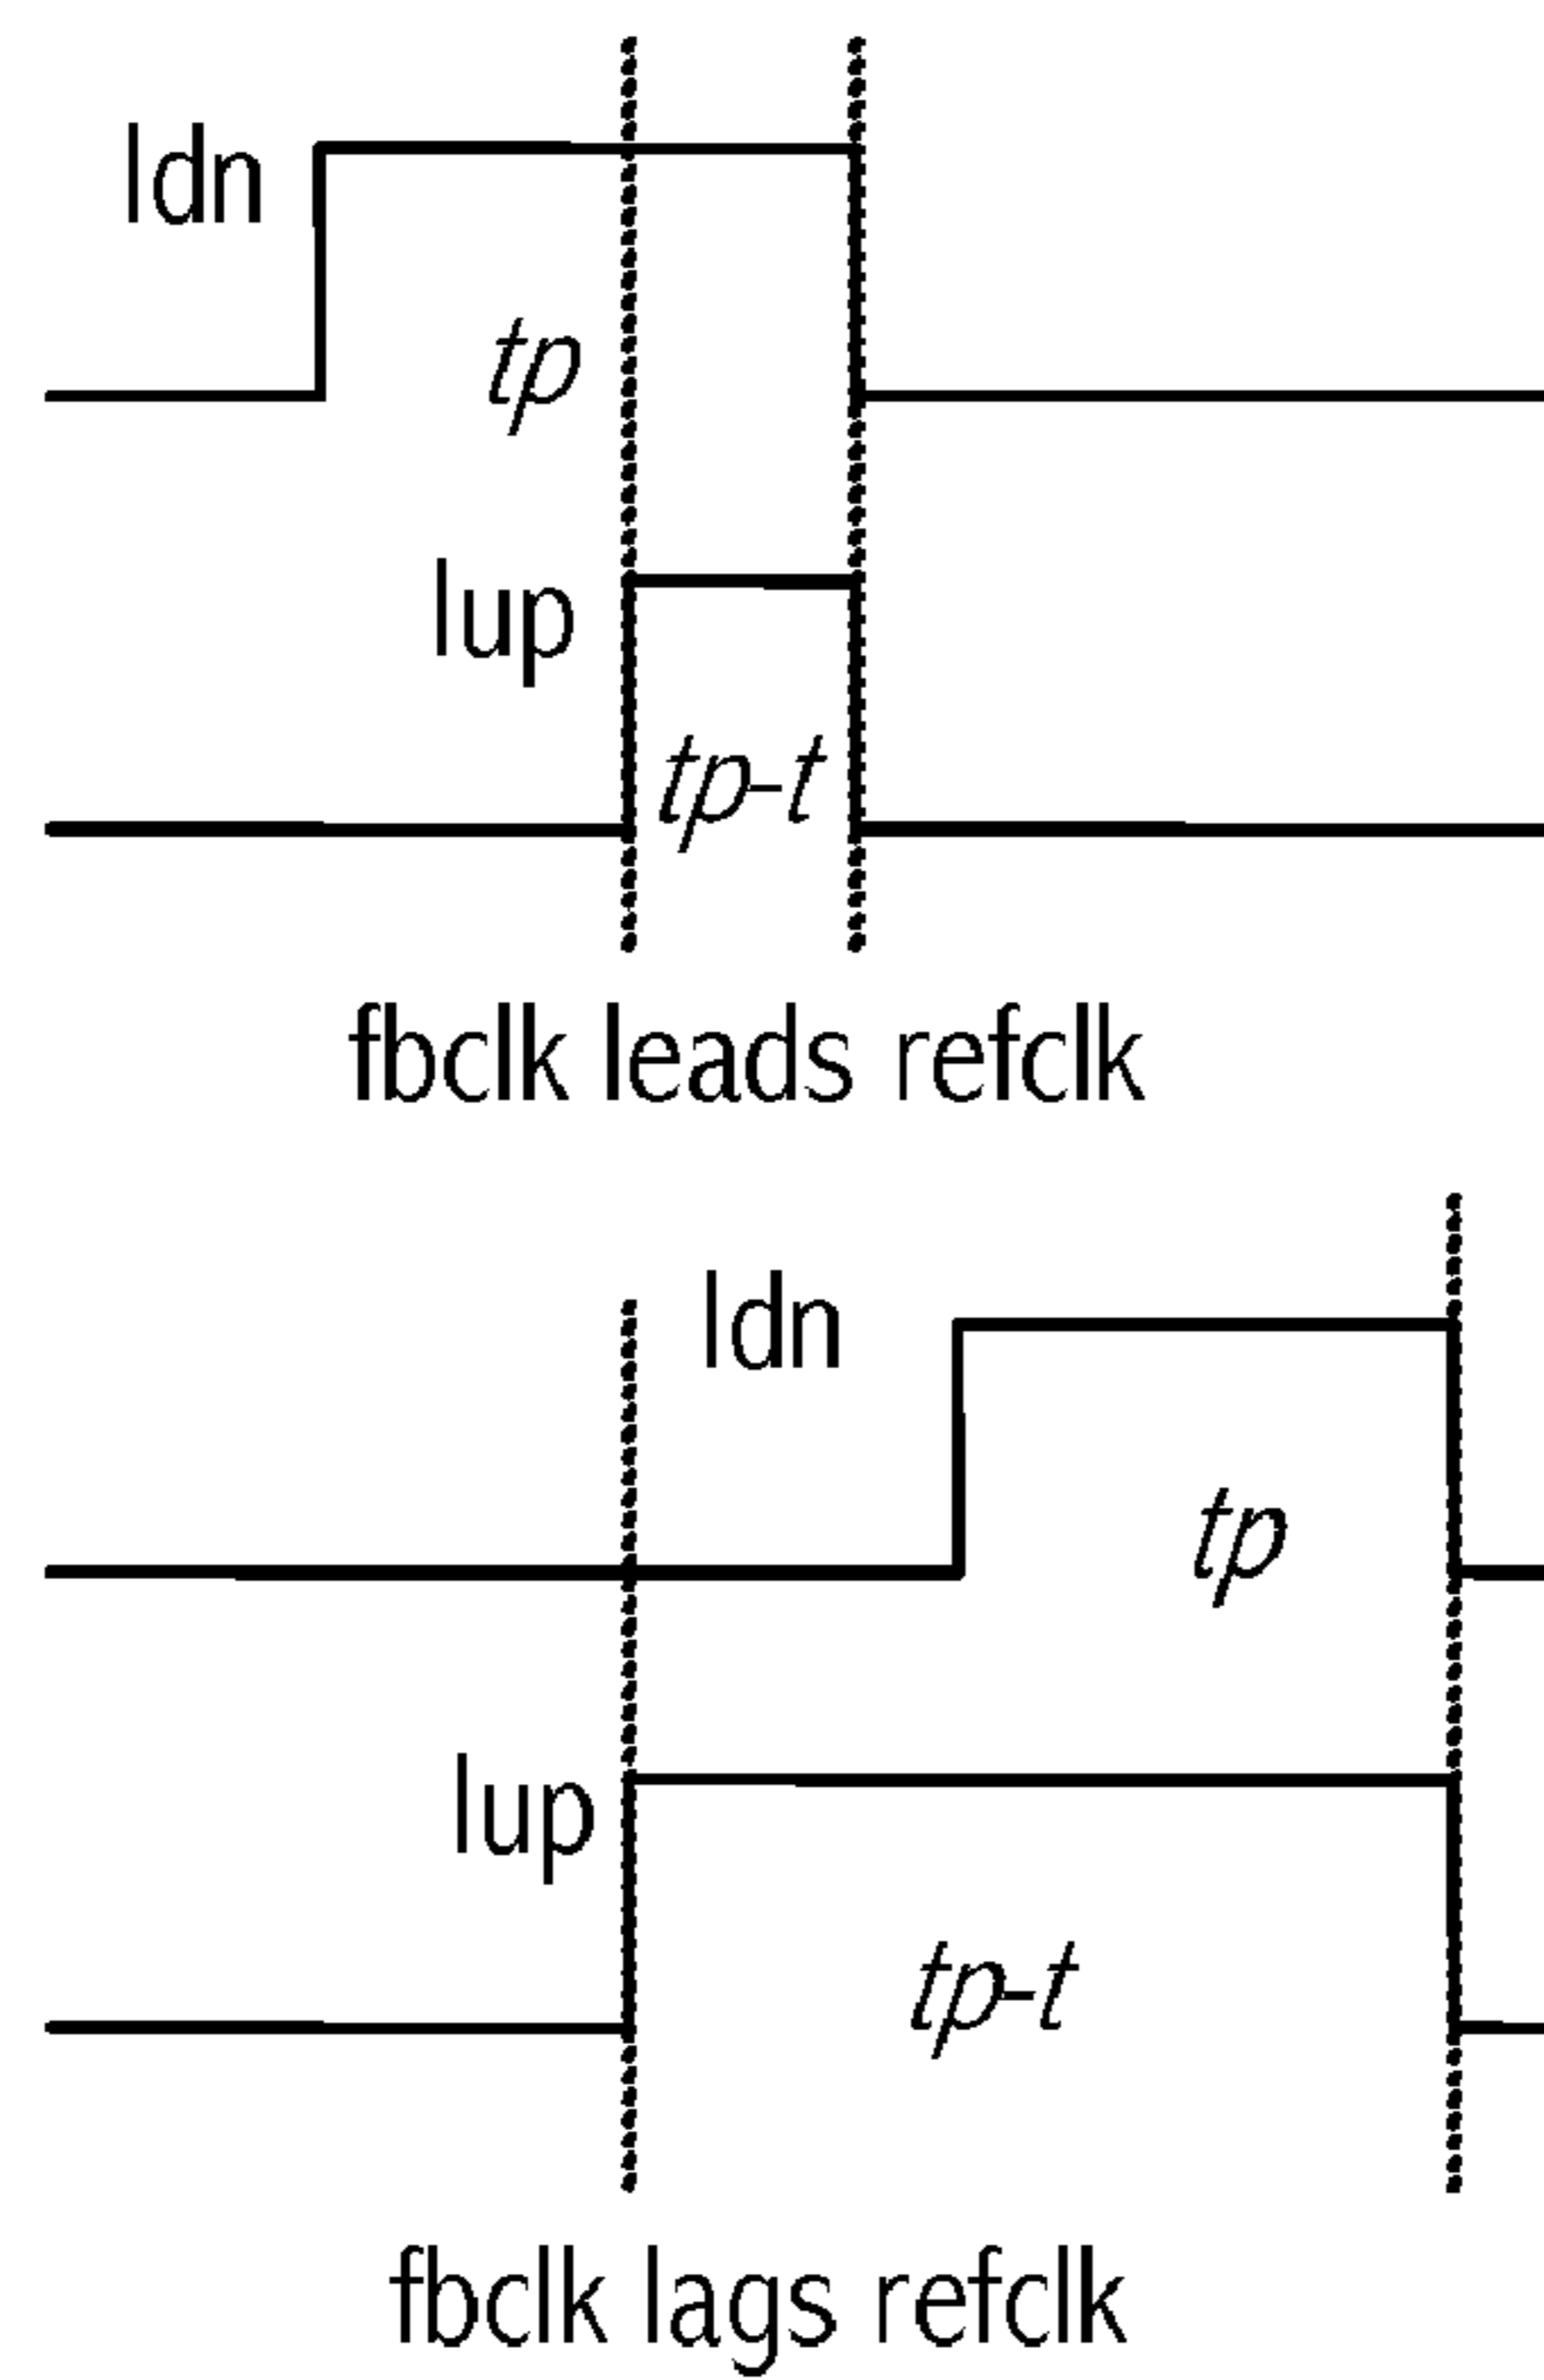 Idn
tp
Iup
tp-t
fbclk leads refclk
Idn
tp
Iup
tp-t
fbclk lags refclk